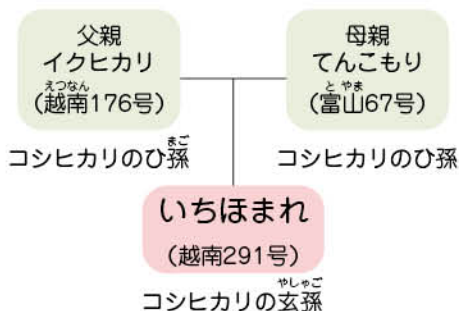 父親
イクヒカリ
えつなん
（越南176号）
まご
コシヒカリのひ孫
母親
てんこもり
と やま
（富山67号）
コシヒカリのひ孫
いちほまれ
（越南291号）
やしゃご
コシヒカリの玄孫